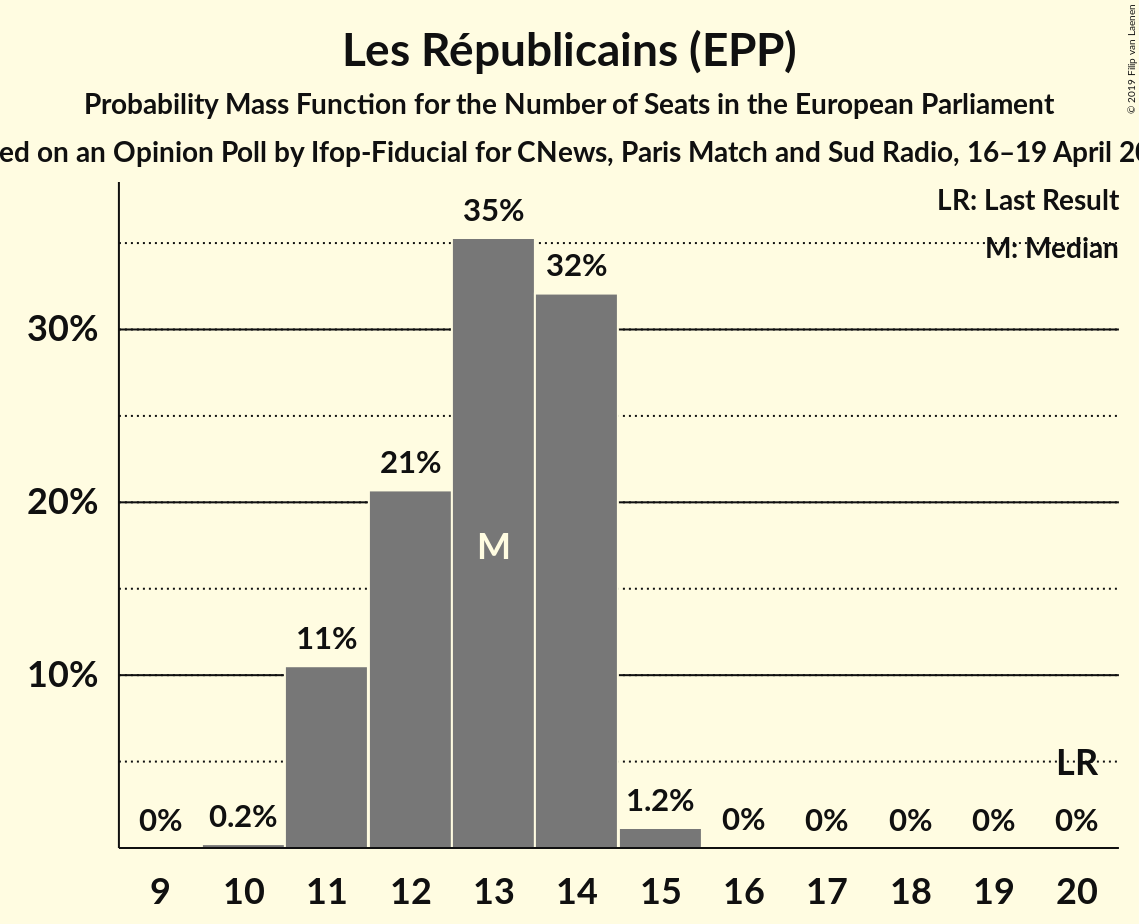 © 2019 Filip van Laenen
Les Républicains (EPP)
Probability Mass Function for the Number of Seats in the European Parliament
ed on an Opinion Poll by Ifop-Fiducial for CNews, Paris Match and Sud Radio, 16–19 April 20
LR: Last Result
M: Median
35%
32%
30%
21%
20%
M
11%
10%
LR
0% 0.2% 1.2% 0% 0% 0% 0% 0%
9 10 11 12 13 14 15 16 17 18 19 20